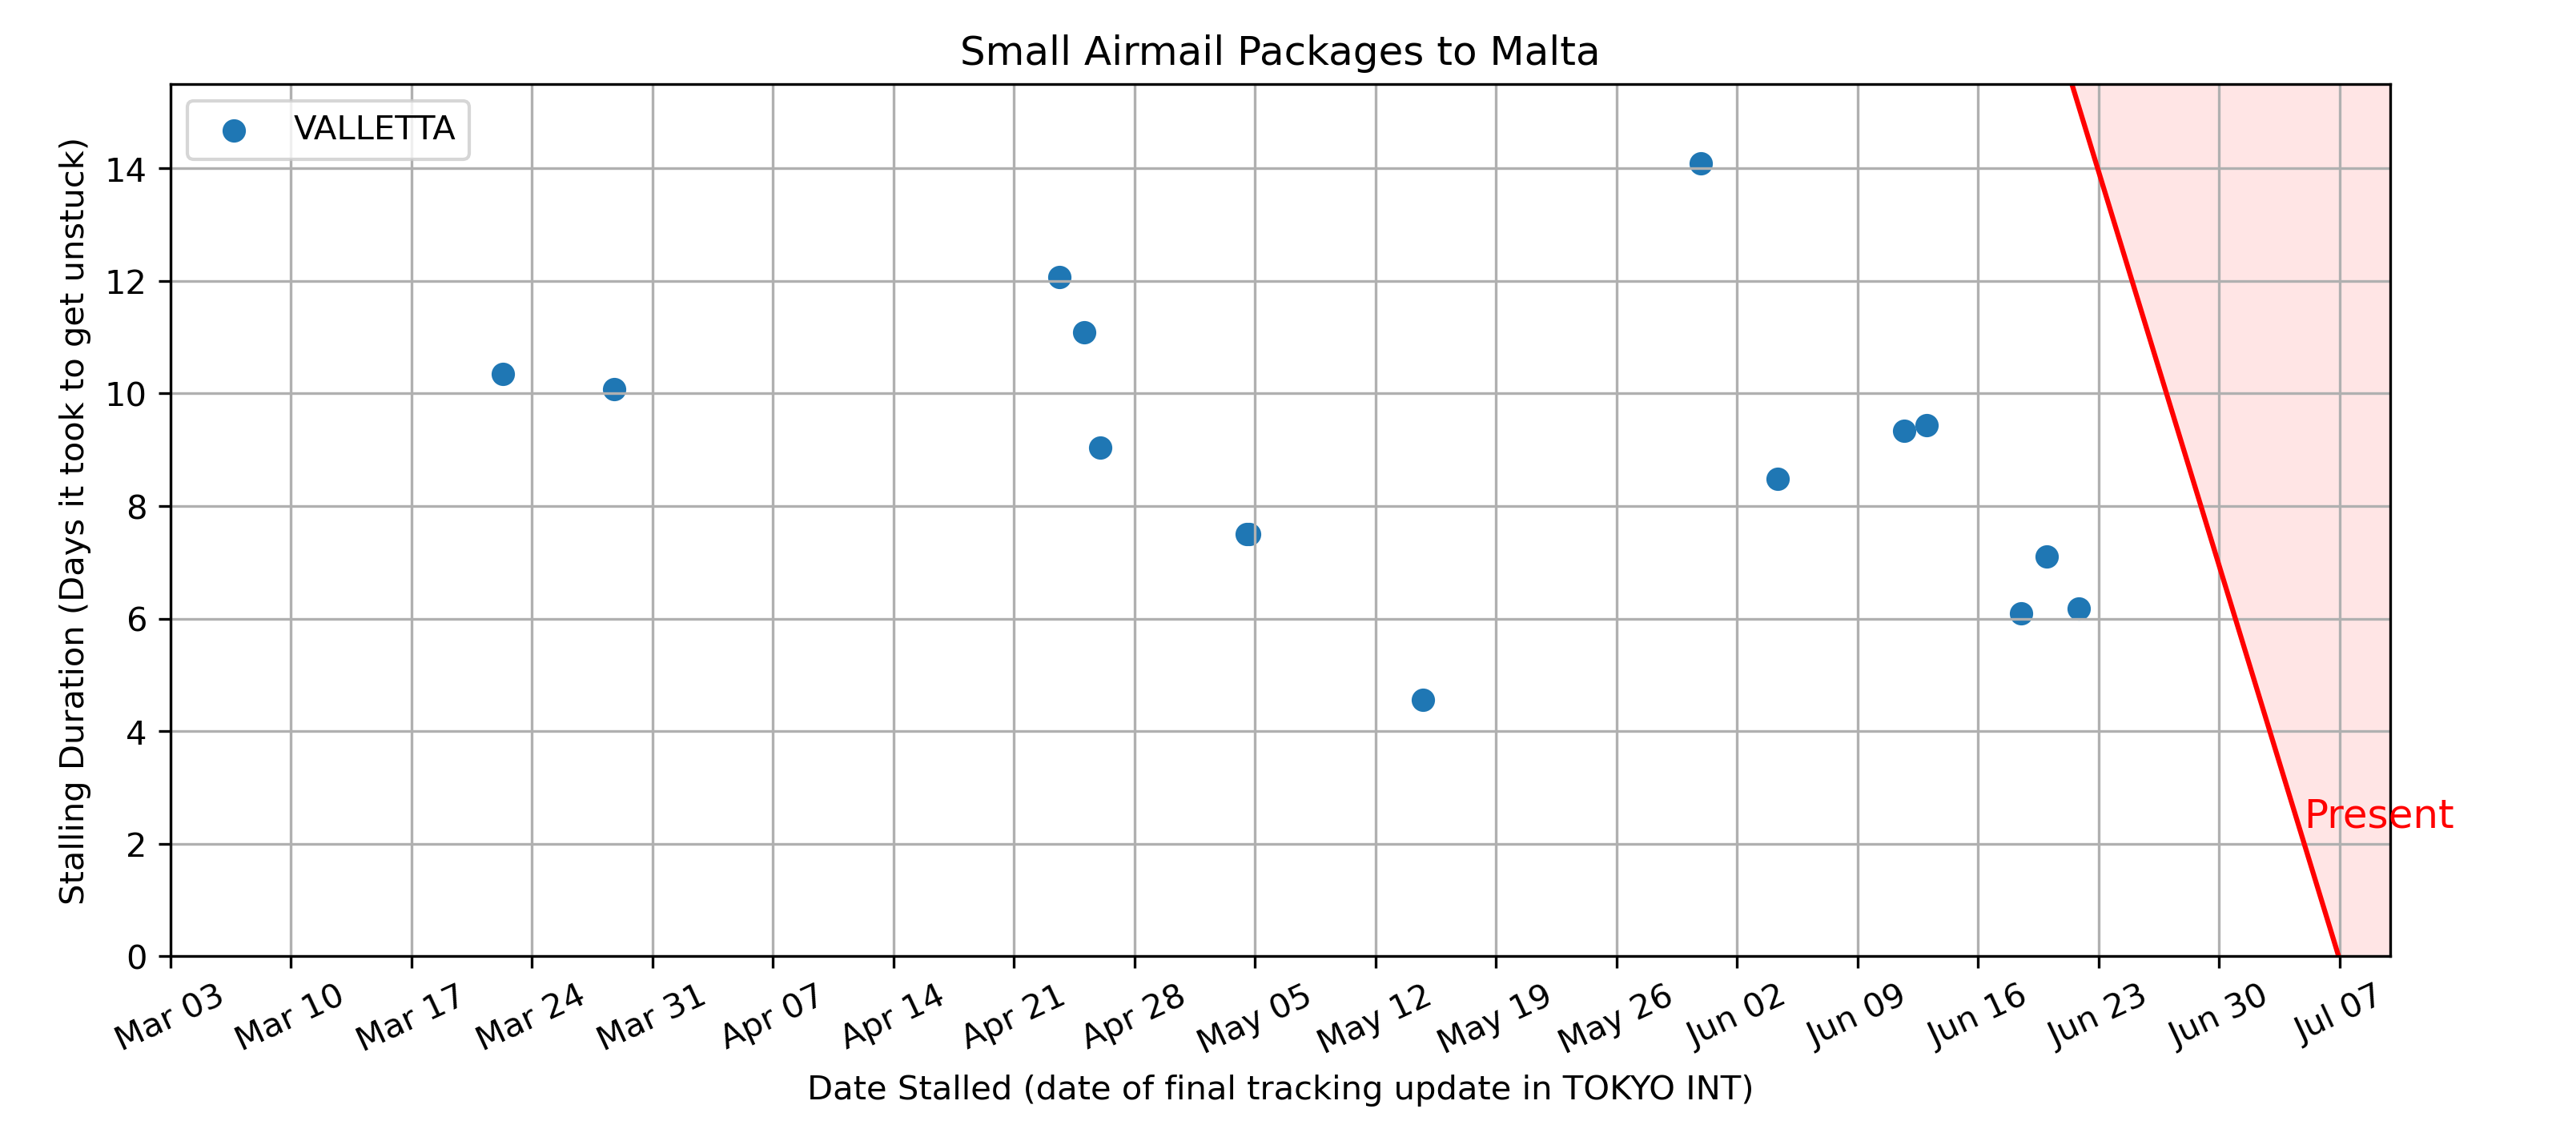 Small Airmail Packages to Malta
VALLETTA
Stalling Duration (Days it took to get unstuck)
14
12
10
8
6
4
2
0
Present
Mar 03 Mar 10 Mar 17 Mar 24 Mar 31 Apr 07 Apr 14 Apr 21 Apr 28 May 05 May 12 May 19 May 26 Jun 02 Jun 09 Jun 16 Jun 23 Jun 30 Jul 07
Date Stalled (date of final tracking update in TOKYO INT)